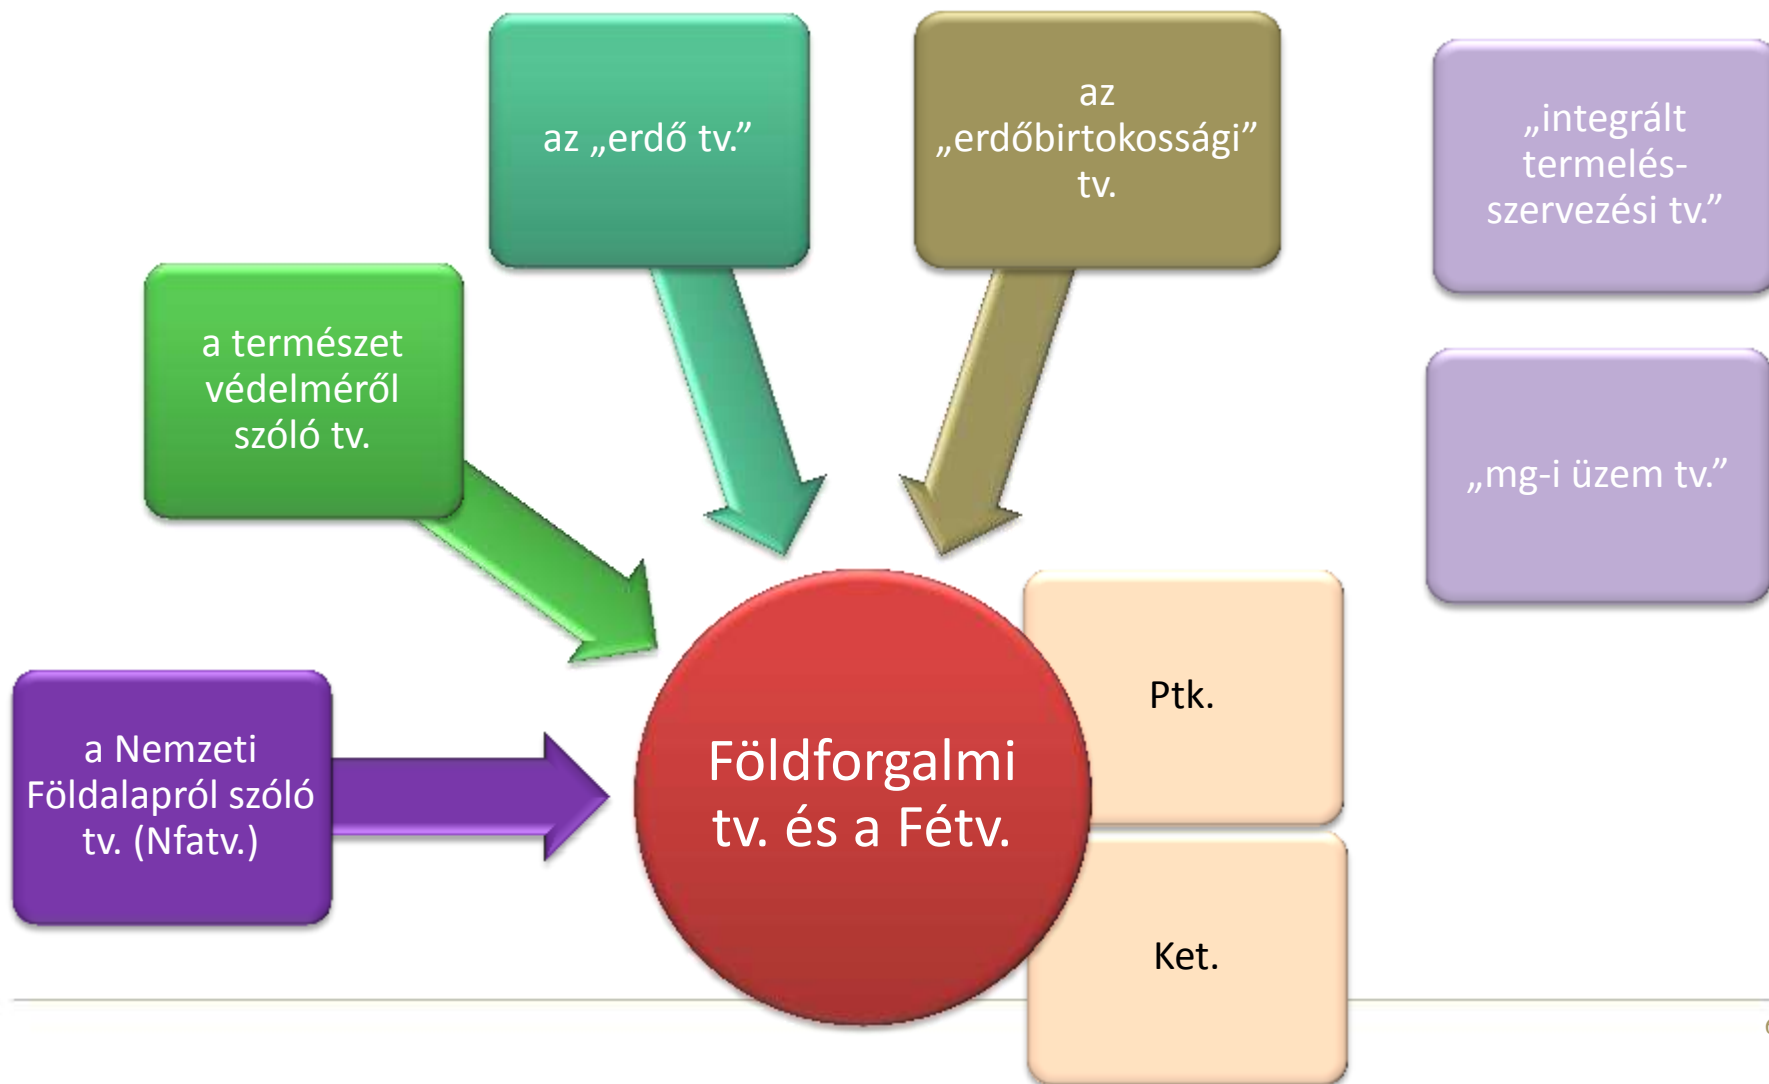 az „erdő tv.”
az
„erdőbirtokossági”
tv.
„integrált
termelés-
szervezési tv.”
a természet
védelméről
szóló tv.
„mg-i üzem tv.”
a Nemzeti
Földalapról szóló
tv. (Nfatv.)
Földforgalmi
tv. és a Fétv.
Ptk.
Ket.